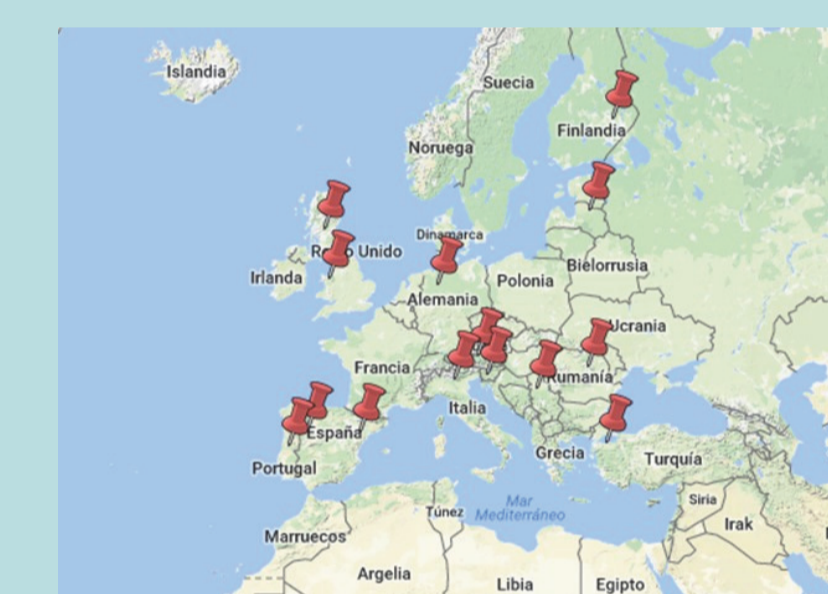 Islandia
Suecia
Finlandia
Noruega
Dinamarca
Reino Unido
Irlanda
Bielorrusia
Polonia
Alemania
Ucrania
Francia
Rumanía
Italia
España
Grecia
Turquía
Portugal
Siria
Mar
Mediterráneo
Túnez
Irak
Marruecos
Argelia
Libia
Egipto